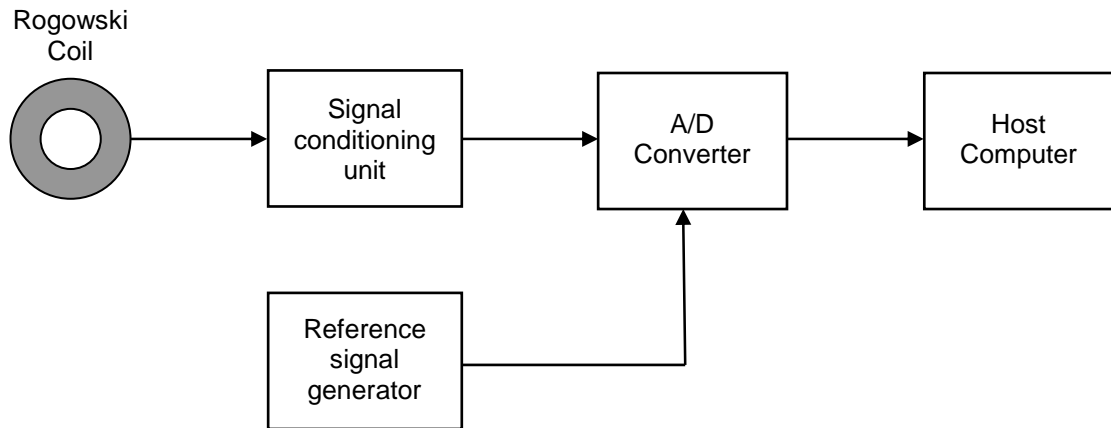 Rogowski
Coil
Signal
conditioning
unit
A/D
Converter
Host
Computer
Reference
signal
generator